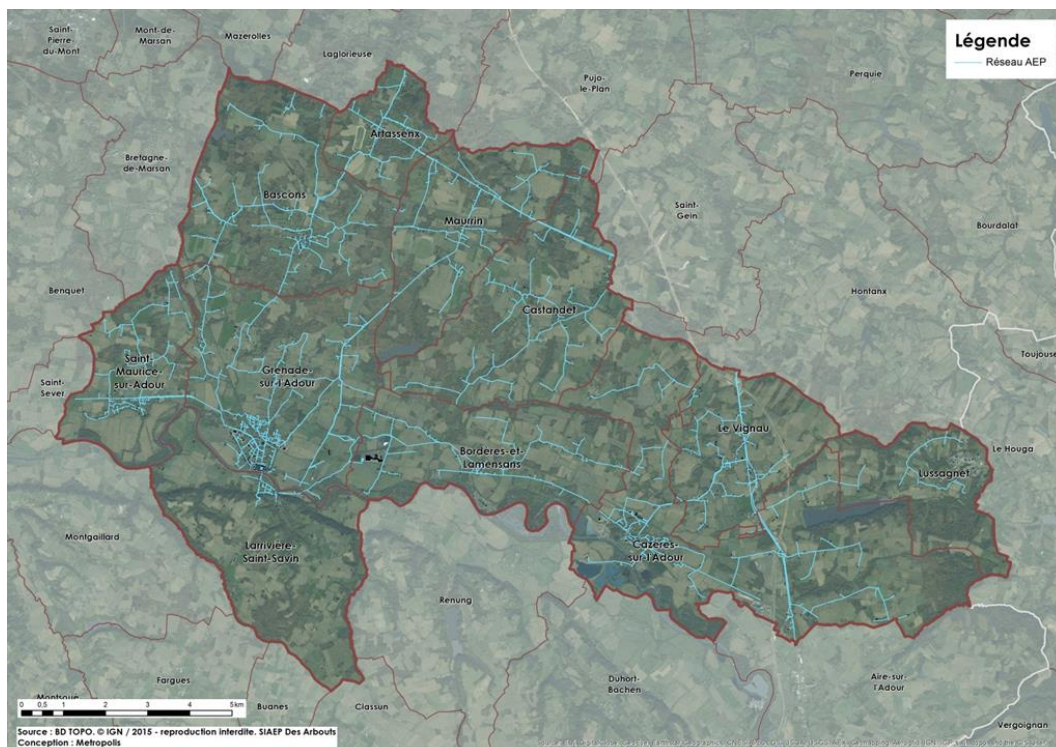 Saint-
Pierre-
du-Mont
Mont-de-
Marsan
Mazerolles
Laglorieuse
Pujo-
le-Plan
Perquie
Légende
Réseau AEP
Bretagne-
de-Marsan
Artassenx
Bascons
Maurrin
Saint-
Gein
Bourdalat
Benquet
Hontanx
Castandet
Toujouse
Saint-
Maurice-
sur-Adour
Grenade-
sur-l'Adour
Saint-
Sever
Le Vignau
Bordères-et-
Lamensans
Lussagnet
Le Houga
Montgaillard
Larrivière-
Saint-Savin
Cazères-
sur-l'Adour
Renung
Fargues
Duhort-
Bachen
Aire-sur-
l'Adour
Buanes
Classun
Vergoignan
0 0,5 1 2 3 4 5 km
Source : BD TOPO. © IGN / 2015 - reproduction interdite. SIAEP Des Arbouts
Conception : Metropolis